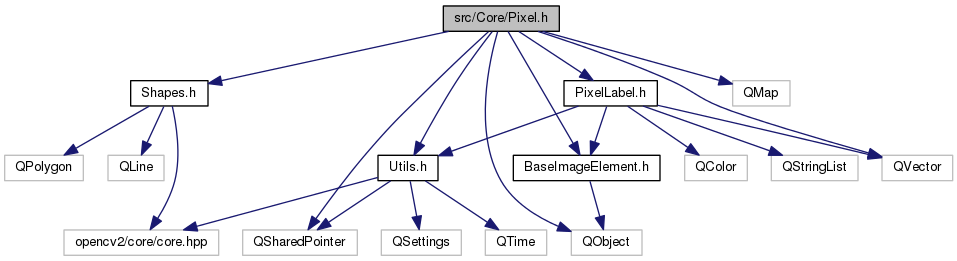 src/Core/Pixel.h
Shapes.h
PixelLabel.h
QMap
QPolygon
QLine
Utils.h
BaseImageElement.h
QColor
QStringList
QVector
opencv2/core/core.hpp
QSharedPointer
QSettings
QTime
QObject